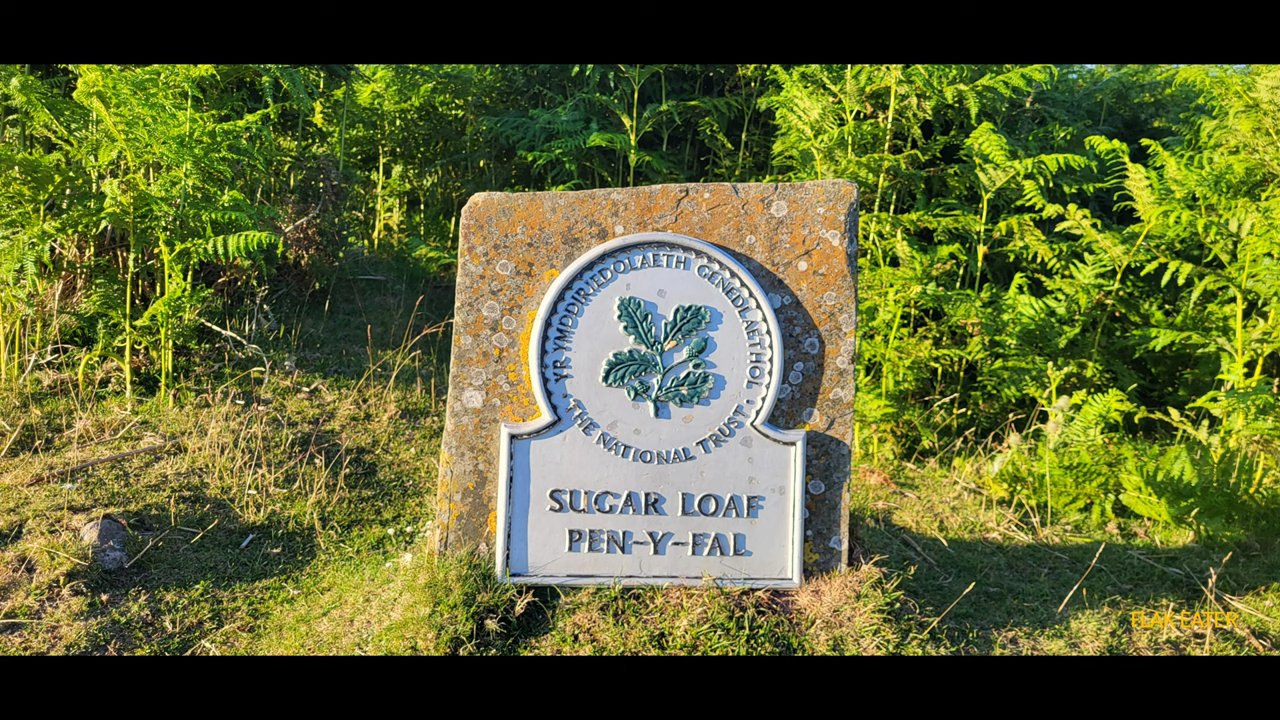 YR YMDDIRIEDOLAETH GENEDLAETHOL
THE NATIONAL TRUST
SUGAR LOAF
PEN-Y-FAL
FLAK EATER